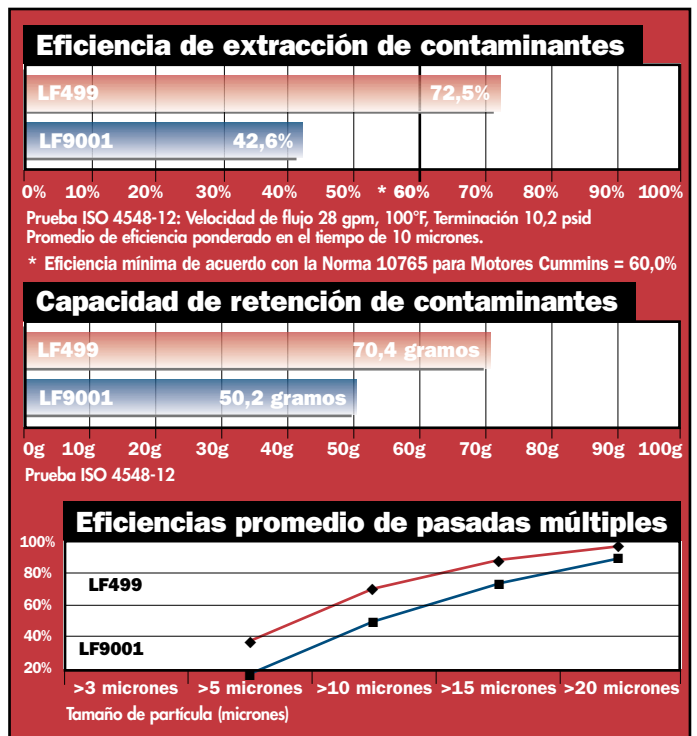 Eficiencia de extracción de contaminantes
LF499 72,5%
LF9001 42,6%
0% 10% 20% 30% 40% 50% * 60% 70% 80% 90% 100%
Prueba ISO 4548-12: Velocidad de flujo 28 gpm, 100°F, Terminación 10,2 psid
Promedio de eficiencia ponderado en el tiempo de 10 micrones.
* Eficiencia mínima de acuerdo con la Norma 10765 para Motores Cummins = 60,0%
Capacidad de retención de contaminantes
LF499 70,4 gramos
LF9001 50,2 gramos
0g 10g 20g 30g 40g 50g 60g 70g 80g 90g 100g
Prueba ISO 4548-12
Eficiencias promedio de pasadas múltiples
100%
80%
LF499
60%
40%
LF9001
20%
>3 micrones >5 micrones >10 micrones >15 micrones >20 micrones
Tamaño de partícula (micrones)